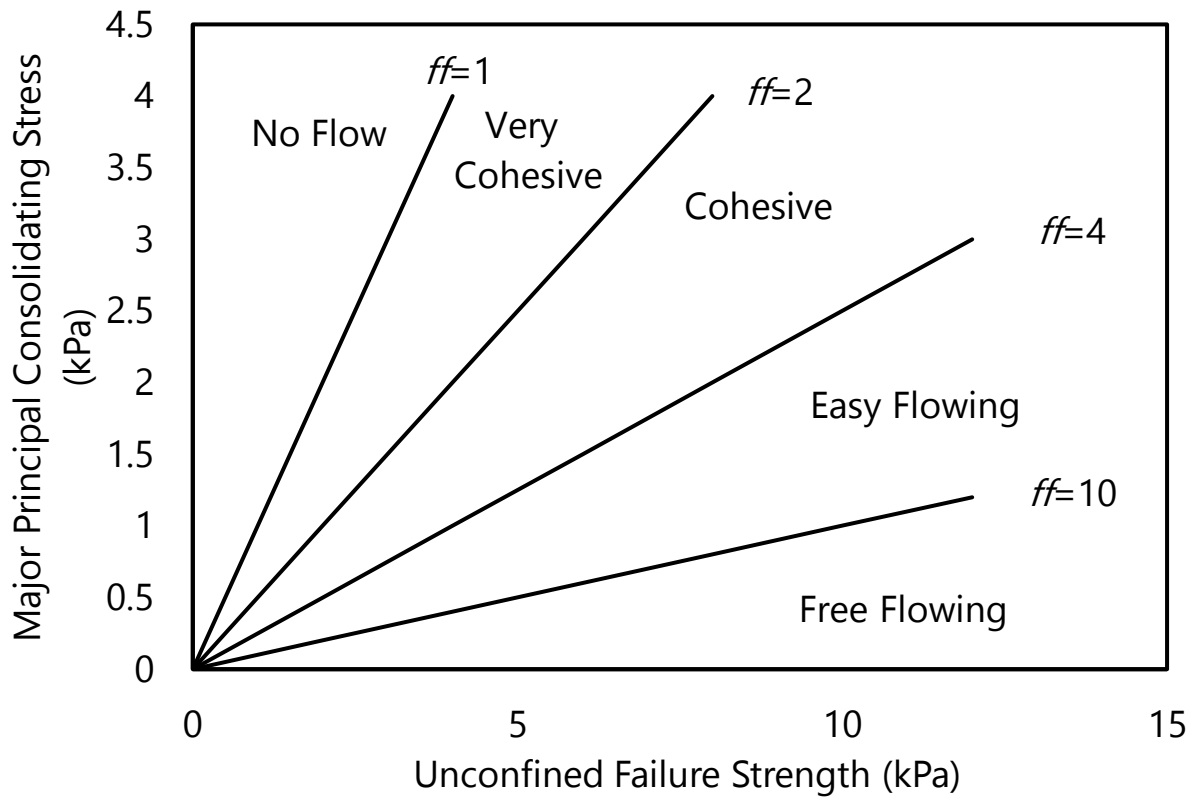 4.5
4
3.5
3
2.5
2
1.5
1
0.5
0
Major Principal Consolidating Stress
(kPa)
ff=1
No Flow
Very
Cohesive
ff=2
Cohesive
ff=4
Easy Flowing
ff=10
Free Flowing
0
5
10
15
Unconfined Failure Strength (kPa)